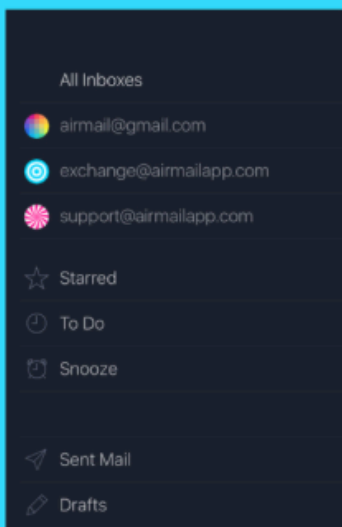 All Inboxes
airmail@gmail.com
exchange@airmailapp.com
support@airmailapp.com
Starred
To Do
Snooze
Sent Mail
Drafts